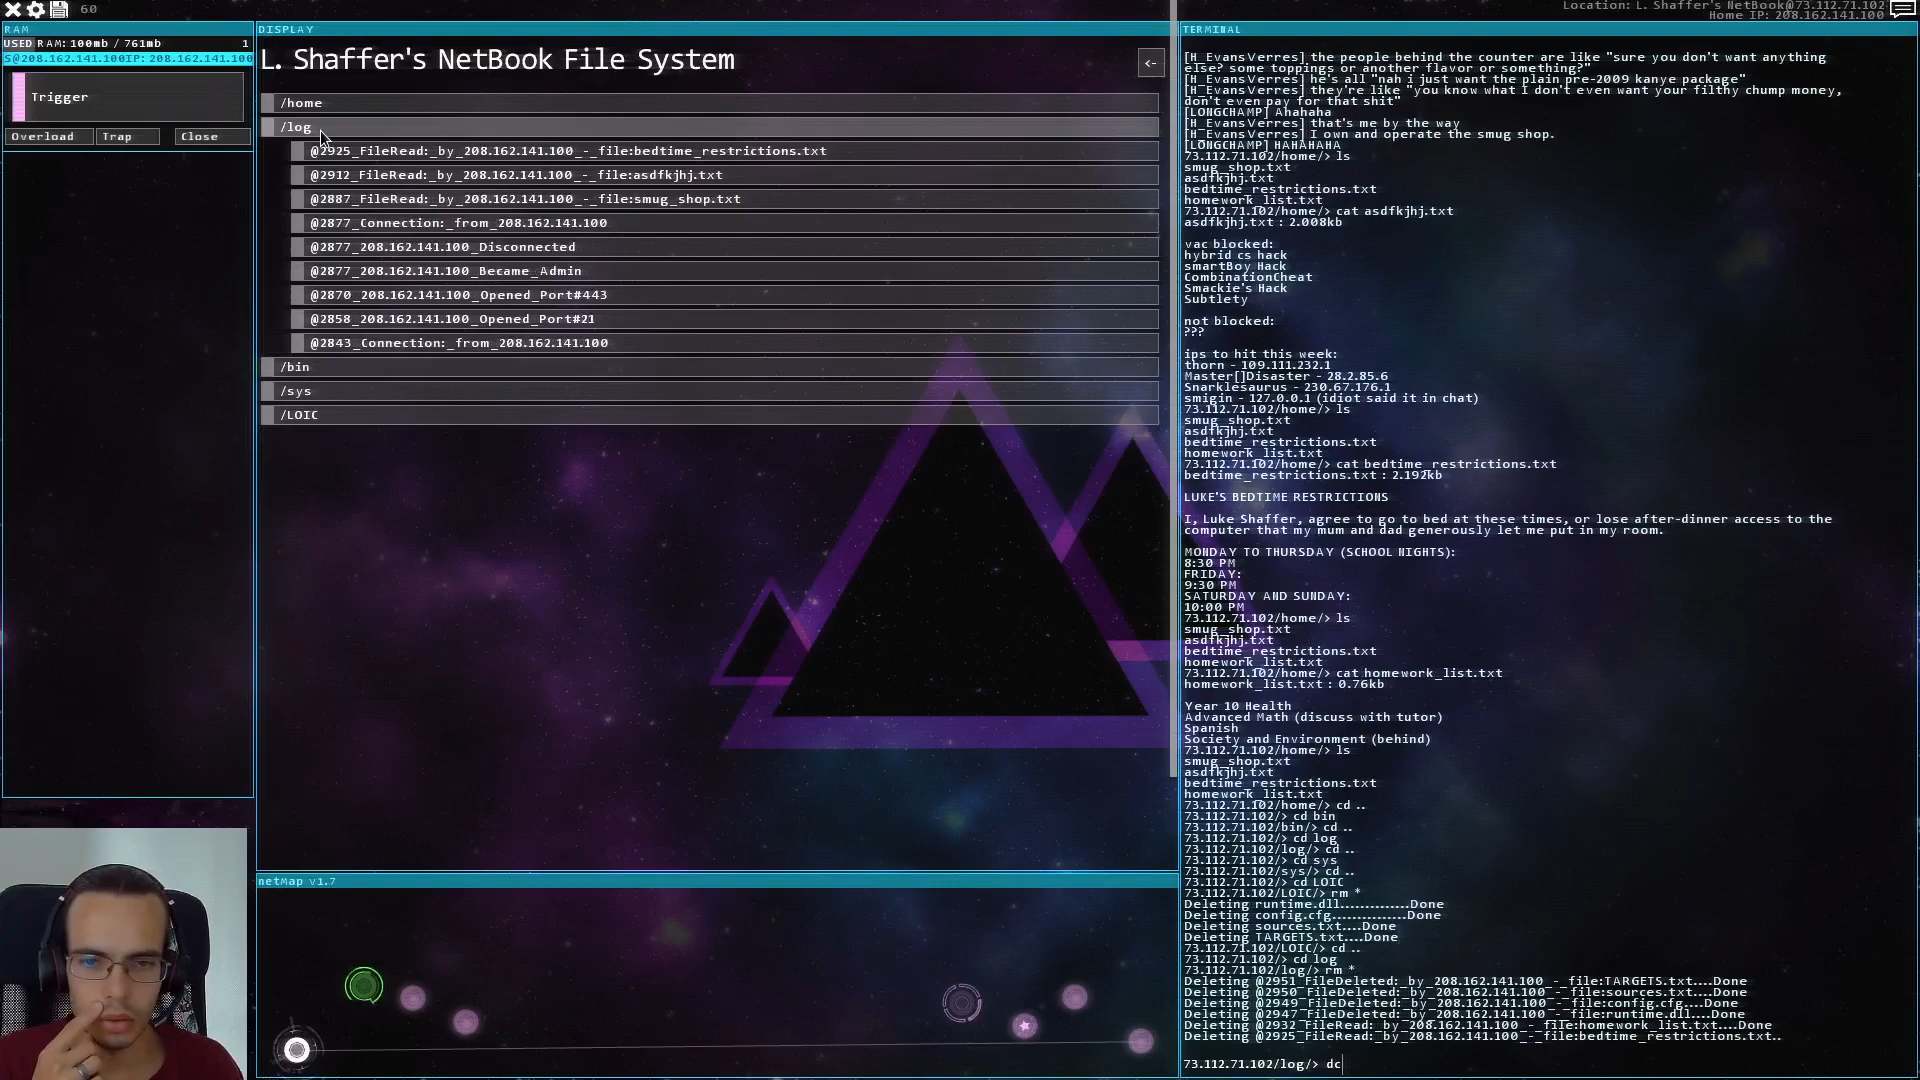 60
Location: L. Shaffer's NetBook@73.112.71.102
Home IP: 208.162.141.100
RAM
USED RAM: 100mb / 761mb 1
S@208.162.141.100IP: 208.162.141.100
Trigger
Overload Trap Close
DISPLAY
L. Shaffer's NetBook File System
<-
/home
/log
@2925_FileRead:_by_208.162.141.100_-_file:bedtime_restrictions.txt
@2912_FileRead:_by_208.162.141.100_-_file:asdfkjhj.txt
@2887_FileRead:_by_208.162.141.100_-_file:smug_shop.txt
@2877_Connection:_from_208.162.141.100
@2877_208.162.141.100_Disconnected
@2877_208.162.141.100_Became_Admin
@2870_208.162.141.100_Opened_Port#443
@2858_208.162.141.100_Opened_Port#21
@2843_Connection:_from_208.162.141.100
/bin
/sys
/LOIC
netMap v1.7
TERMINAL
[H_EvansVerres] the people behind the counter are like "sure you don't want anything
else? some toppings or another flavor or something?"
[H_EvansVerres] he's all "nah i just want the plain pre-2009 kanye package"
[H_EvansVerres] they're like "you know what I don't even want your filthy chump money,
don't even pay for that shit"
[LONGCHAMP] Ahahaha
[H_EvansVerres] that's me by the way
[H_EvansVerres] I own and operate the smug shop.
[LONGCHAMP] HAHAHAHA
73.112.71.102/home/> ls
smug_shop.txt
asdfkjhj.txt
bedtime_restrictions.txt
homework_list.txt
73.112.71.102/home/> cat asdfkjhj.txt
asdfkjhj.txt : 2.008kb
vac blocked:
hybrid cs hack
smartBoy Hack
CombinationCheat
Smackie's Hack
Subtlety
not blocked:
???
ips to hit this week:
thorn - 109.111.232.1
Master[]Disaster - 28.2.85.6
Snarklesaurus - 230.67.176.1
smigin - 127.0.0.1 (idiot said it in chat)
73.112.71.102/home/> ls
smug_shop.txt
asdfkjhj.txt
bedtime_restrictions.txt
homework_list.txt
73.112.71.102/home/> cat bedtime_restrictions.txt
bedtime_restrictions.txt : 2.192kb
LUKE'S BEDTIME RESTRICTIONS
I, Luke Shaffer, agree to go to bed at these times, or lose after-dinner access to the
computer that my mum and dad generously let me put in my room.
MONDAY TO THURSDAY (SCHOOL NIGHTS):
8:30 PM
FRIDAY:
9:30 PM
SATURDAY AND SUNDAY:
10:00 PM
73.112.71.102/home/> ls
smug_shop.txt
asdfkjhj.txt
bedtime_restrictions.txt
homework_list.txt
73.112.71.102/home/> cat homework_list.txt
homework_list.txt : 0.76kb
Year 10 Health
Advanced Math (discuss with tutor)
Spanish
Society and Environment (behind)
73.112.71.102/home/> ls
smug_shop.txt
asdfkjhj.txt
bedtime_restrictions.txt
homework_list.txt
73.112.71.102/home/> cd ..
73.112.71.102/> cd bin
73.112.71.102/bin/> cd ..
73.112.71.102/> cd log
73.112.71.102/log/> cd ..
73.112.71.102/> cd sys
73.112.71.102/sys/> cd ..
73.112.71.102/> cd LOIC
73.112.71.102/LOIC/> rm *
Deleting runtime.dll..............Done
Deleting config.cfg...............Done
Deleting sources.txt....Done
Deleting TARGETS.txt....Done
73.112.71.102/LOIC/> cd ..
73.112.71.102/> cd log
73.112.71.102/log/> rm *
Deleting @2951_FileDeleted:_by_208.162.141.100_-_file:TARGETS.txt....Done
Deleting @2950_FileDeleted:_by_208.162.141.100_-_file:sources.txt....Done
Deleting @2949_FileDeleted:_by_208.162.141.100_-_file:config.cfg....Done
Deleting @2947_FileDeleted:_by_208.162.141.100_-_file:runtime.dll....Done
Deleting @2932_FileRead:_by_208.162.141.100_-_file:homework_list.txt....Done
Deleting @2925_FileRead:_by_208.162.141.100_-_file:bedtime_restrictions.txt..
73.112.71.102/log/> dc